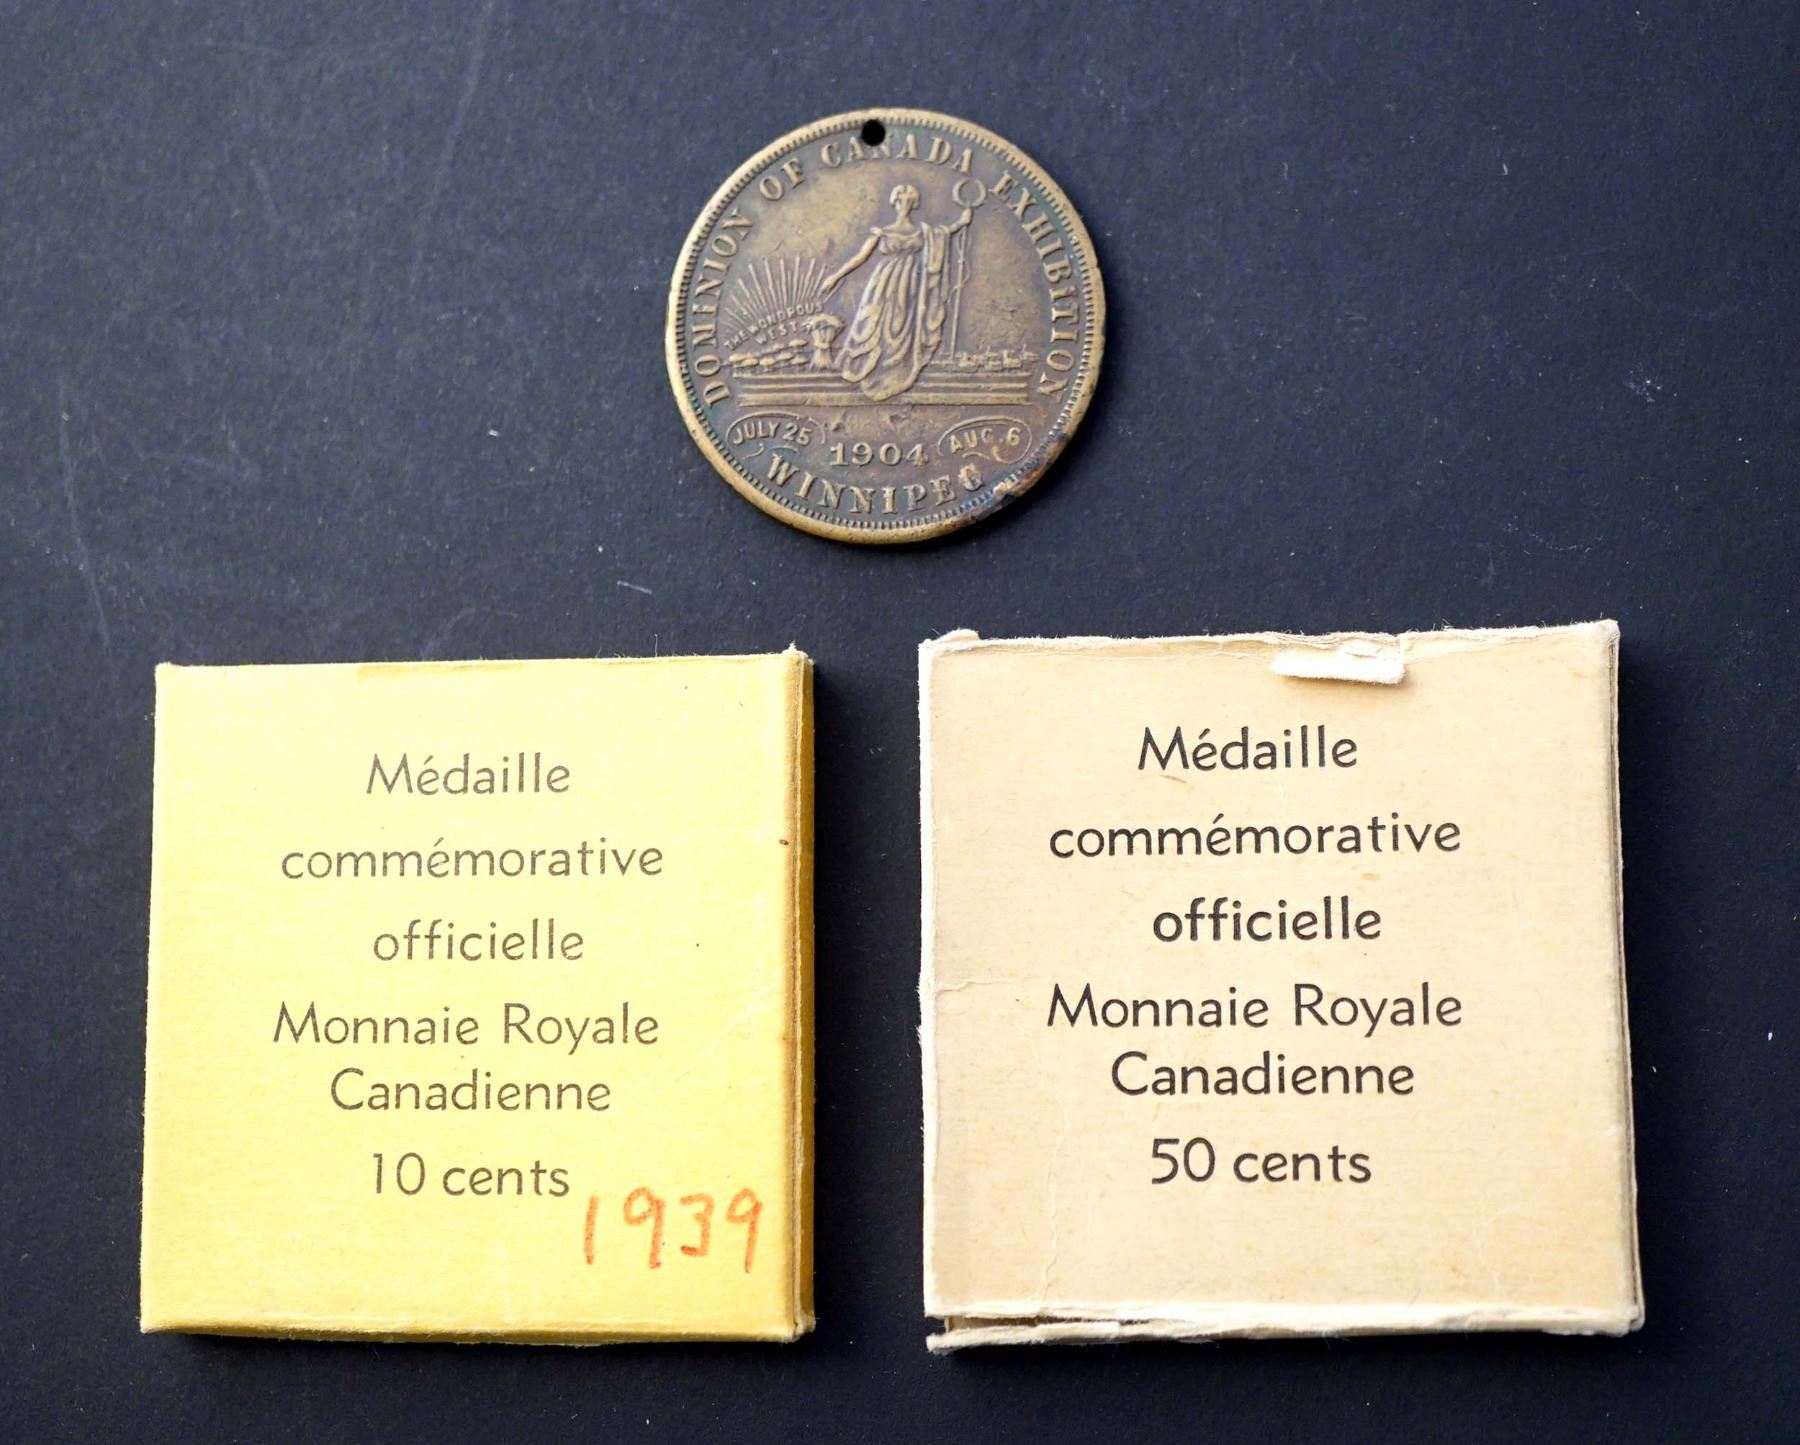 DOMINION OF CANADA EXHIBITION
THE WONDROUS
WEST
JULY 25
1904
AUG. 6
WINNIPEG
Médaille
commémorative
officielle
Monnaie Royale
Canadienne
10 cents
1939
Médaille
commémorative
officielle
Monnaie Royale
Canadienne
50 cents